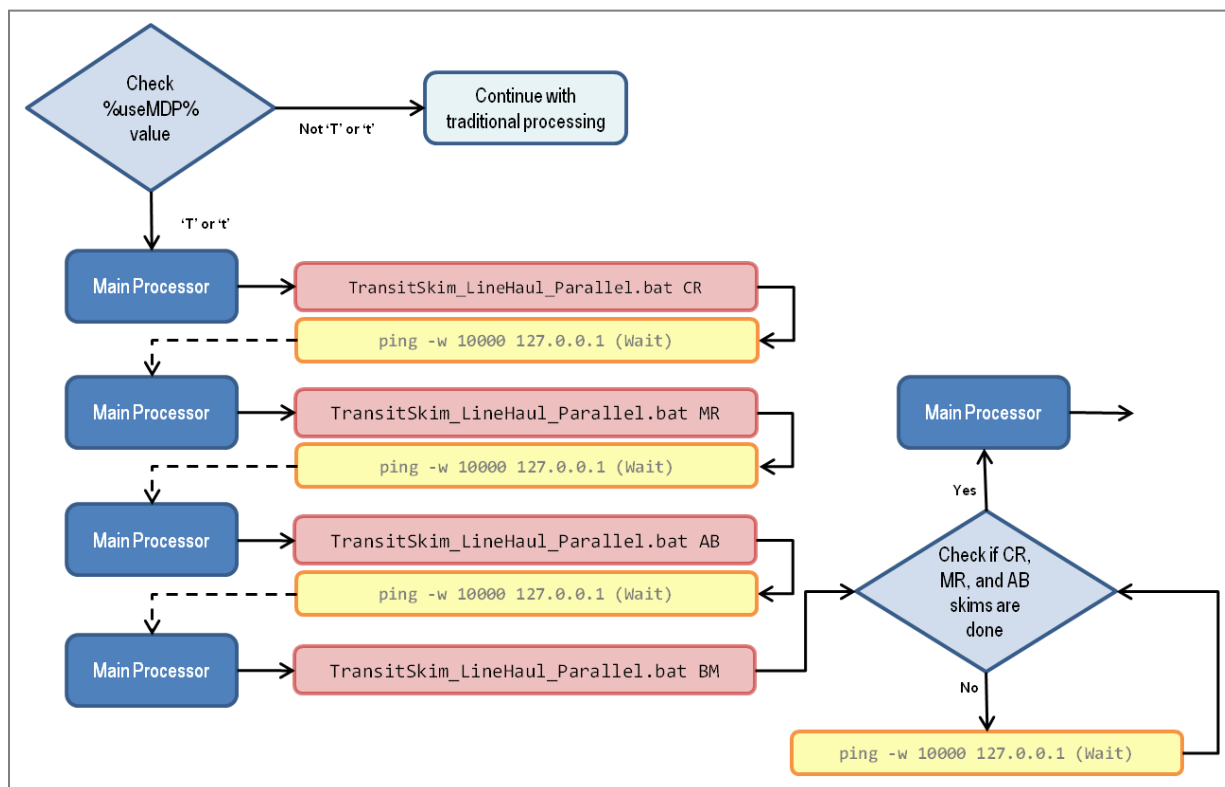 Check
%useMDP%
value
Not ‘T’ or ‘t’
Continue with
traditional processing
‘T’ or ‘t’
Main Processor
TransitSkim_LineHaul_Parallel.bat CR
ping -w 10000 127.0.0.1 (Wait)
Main Processor
TransitSkim_LineHaul_Parallel.bat MR
ping -w 10000 127.0.0.1 (Wait)
Main Processor
TransitSkim_LineHaul_Parallel.bat AB
ping -w 10000 127.0.0.1 (Wait)
Main Processor
TransitSkim_LineHaul_Parallel.bat BM
Main Processor
Yes
Check if CR,
MR, and AB
skims are
done
No
ping -w 10000 127.0.0.1 (Wait)